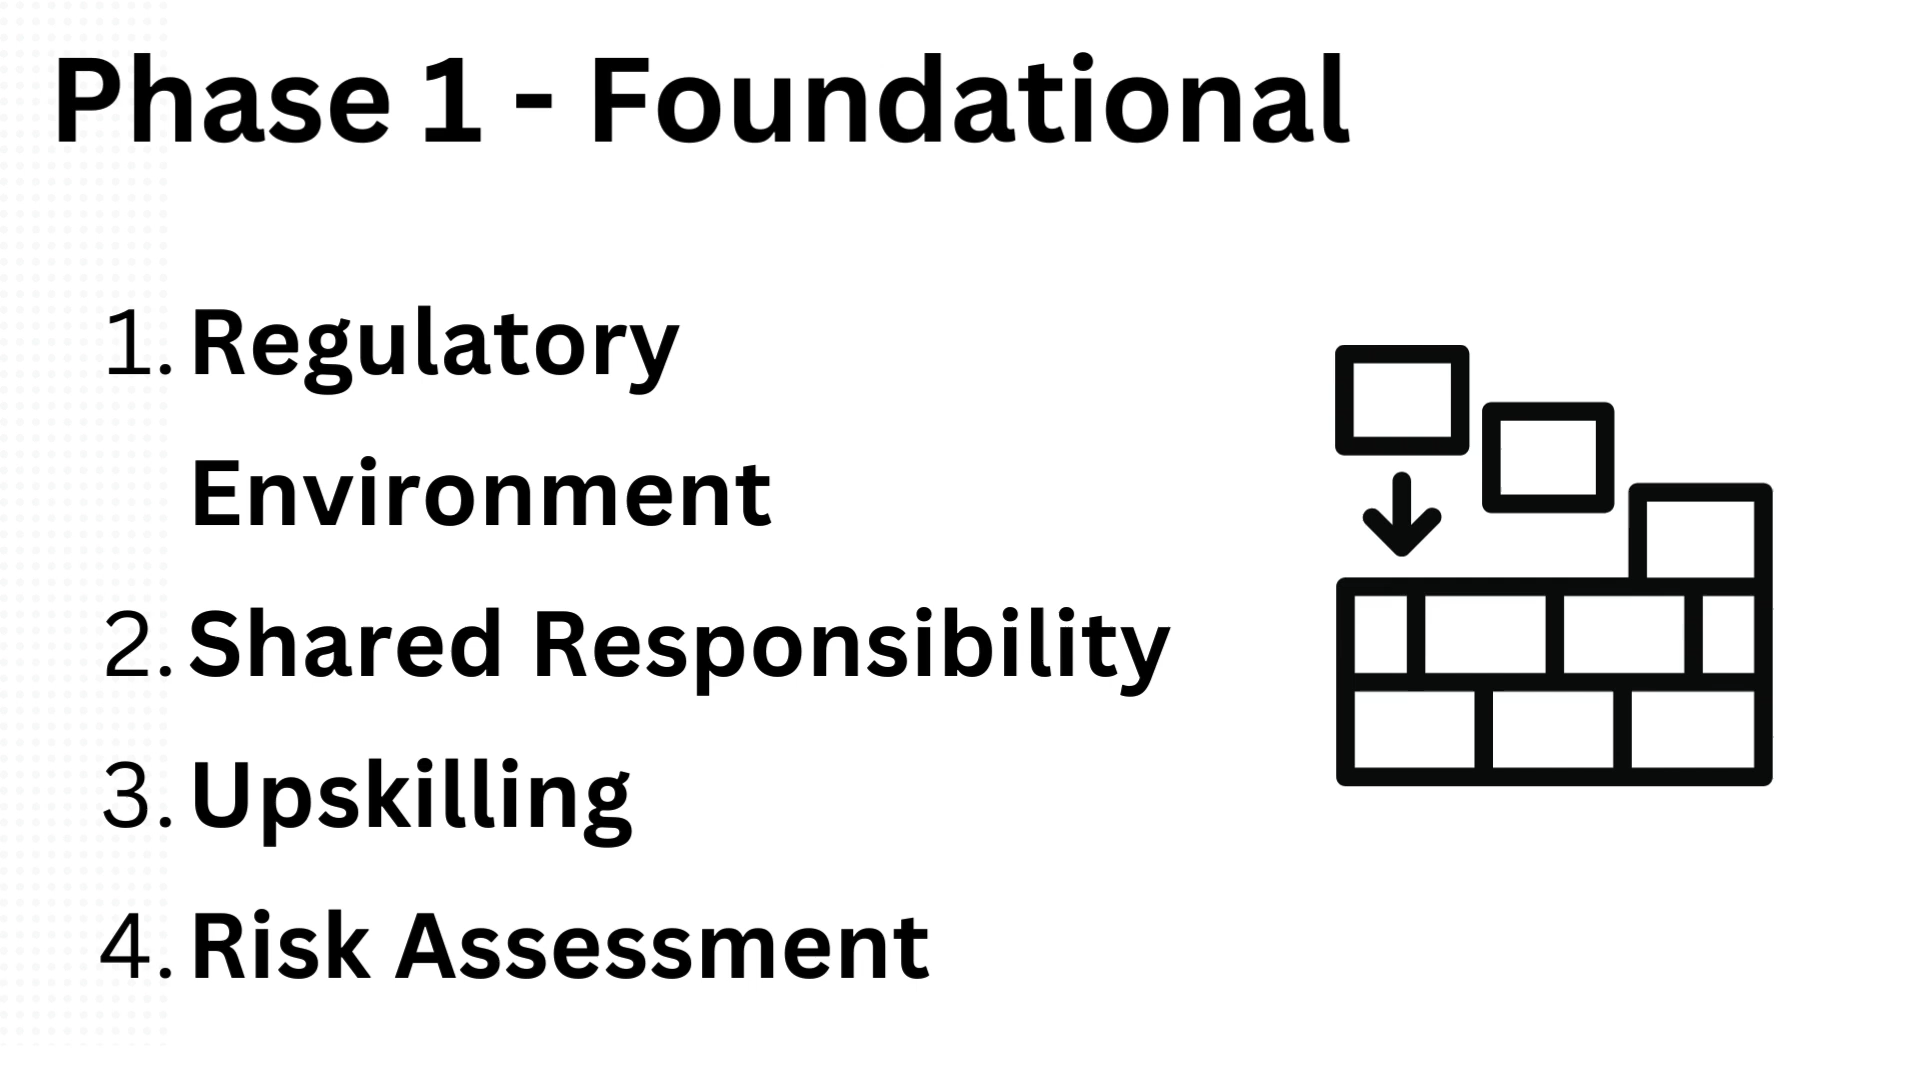 Phase 1 - Foundational
1. Regulatory
Environment
2. Shared Responsibility
3. Upskilling
4. Risk Assessment